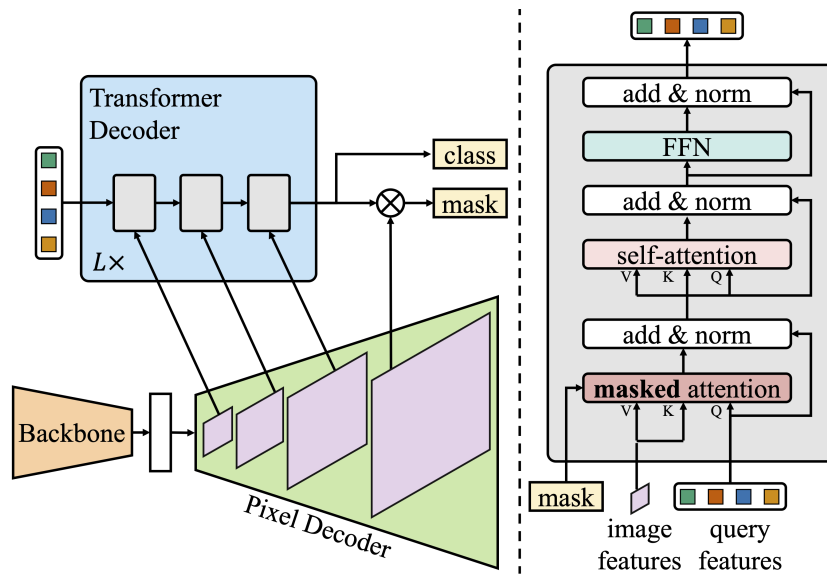 Transformer
Decoder
L×
class
mask
Backbone
Pixel Decoder
add & norm
FFN
add & norm
self-attention
V K Q
add & norm
masked attention
V K Q
mask
image
features
query
features